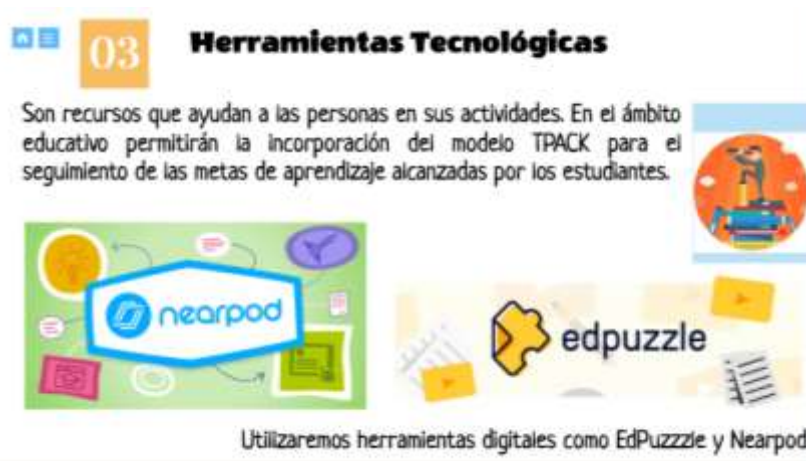 03
Herramientas Tecnológicas
Son recursos que ayudan a las personas en sus actividades. En el ámbito
educativo permitirán la incorporación del modelo TPACK para el
seguimiento de las metas de aprendizaje alcanzadas por los estudiantes.
nearpod
edpuzzle
Utilizaremos herramientas digitales como EdPuzzzle y Nearpod